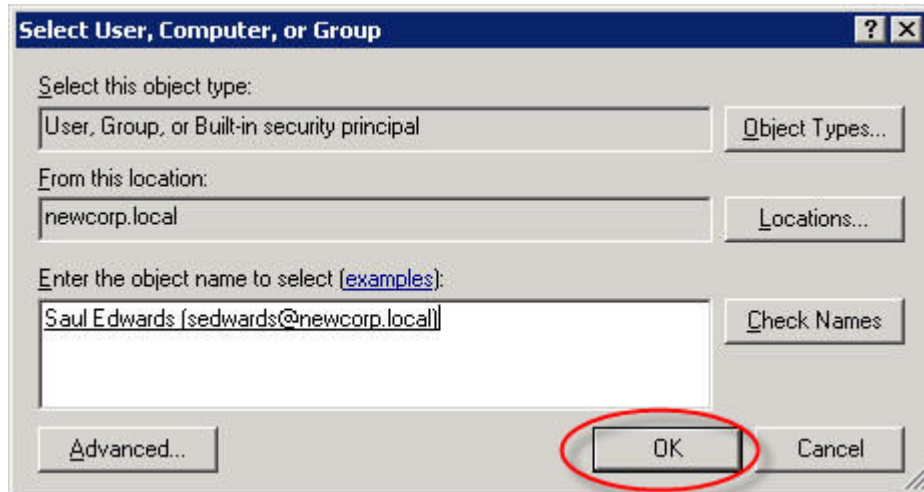 Select User, Computer, or Group
Select this object type:
User, Group, or Built-in security principal
Object Types...
From this location:
newcorp.local
Locations...
Enter the object name to select (examples):
Saul Edwards (sedwards@newcorp.local)
Check Names
Advanced...
OK
Cancel